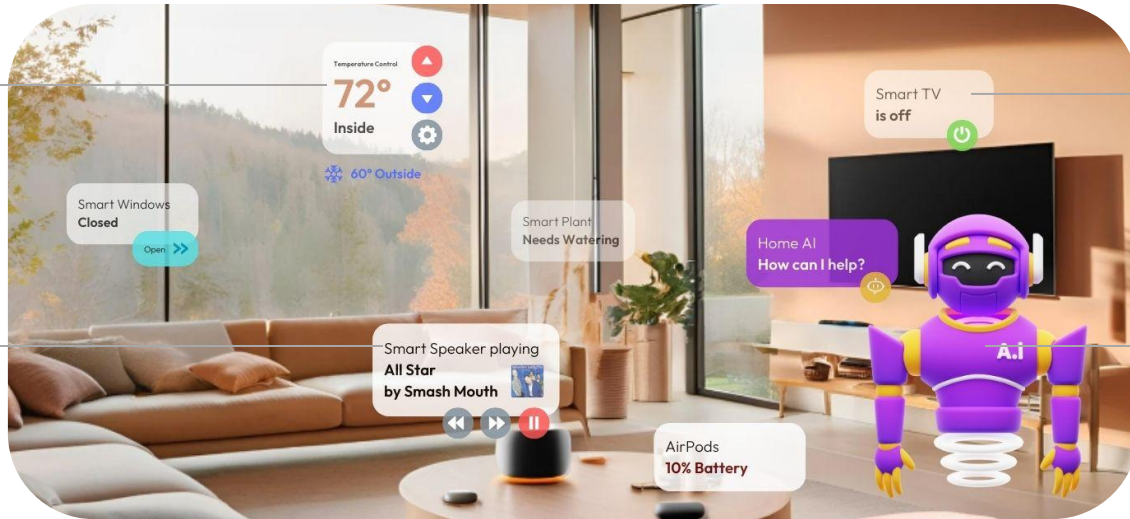 Temperature Control
72°
Inside
60° Outside
Smart TV
is off
Smart Windows
Closed
Open
Smart Plant
Needs Watering
Home AI
How can I help?
A.i
Smart Speaker playing
All Star
by Smash Mouth
AirPods
10% Battery